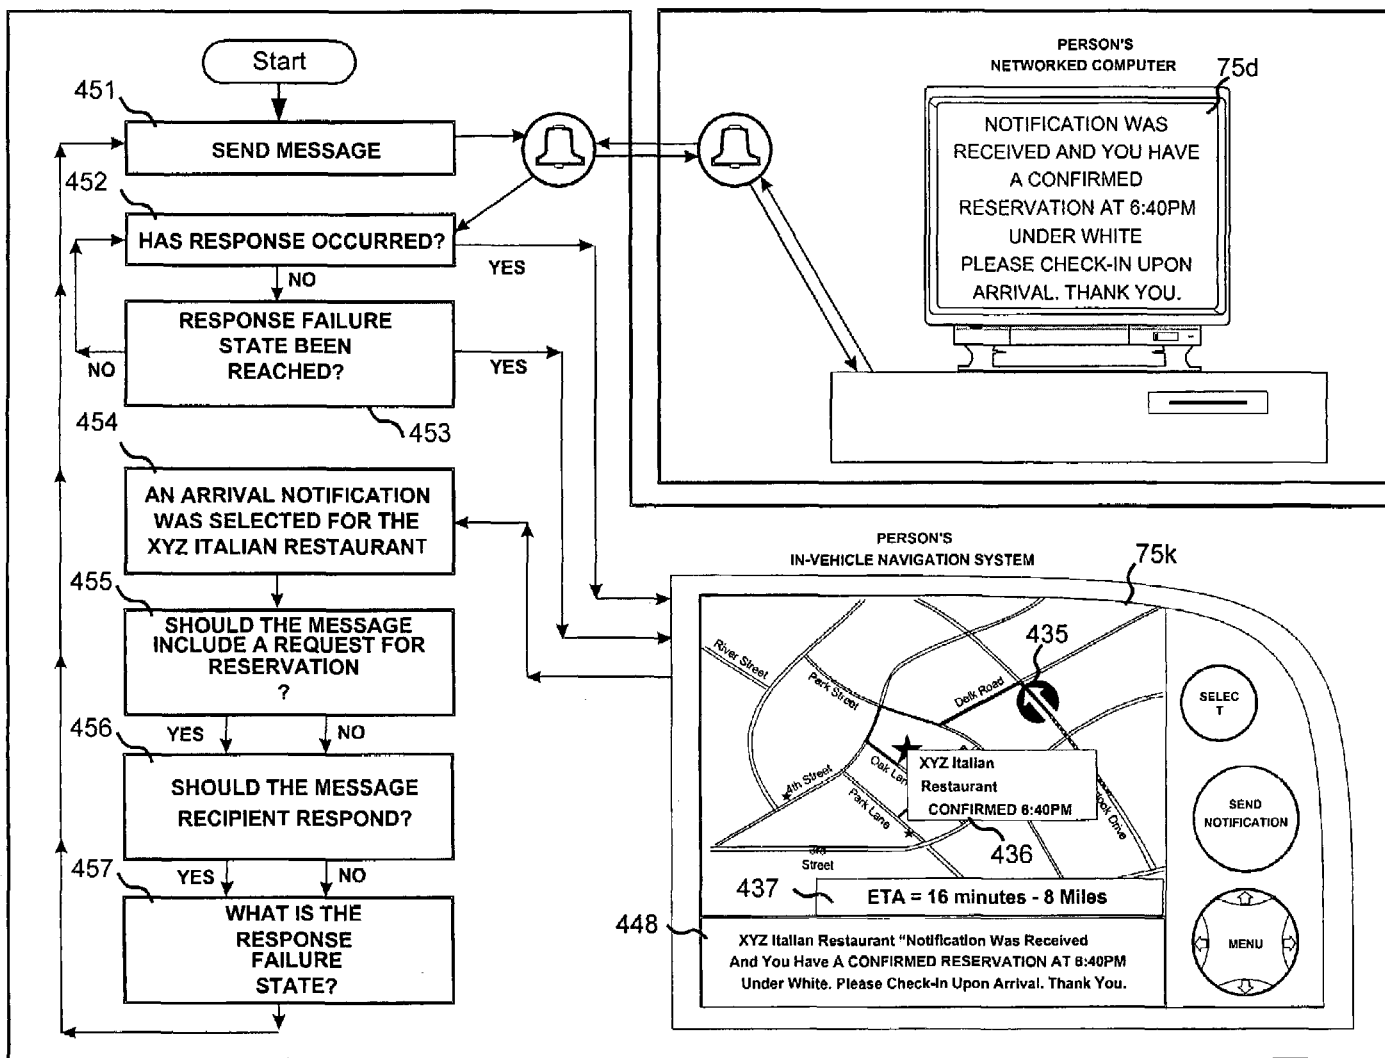 Start
451
SEND MESSAGE
452
HAS RESPONSE OCCURRED?
YES
NO
RESPONSE FAILURE
STATE BEEN
REACHED?
NO
YES
453
454
AN ARRIVAL NOTIFICATION
WAS SELECTED FOR THE
XYZ ITALIAN RESTAURANT
455
SHOULD THE MESSAGE
INCLUDE A REQUEST FOR
RESERVATION
?
YES
NO
456
SHOULD THE MESSAGE
RECIPIENT RESPOND?
YES
NO
457
WHAT IS THE
RESPONSE
FAILURE
STATE?
PERSON'S
NETWORKED COMPUTER
75d
NOTIFICATION WAS
RECEIVED AND YOU HAVE
A CONFIRMED
RESERVATION AT 6:40PM
UNDER WHITE
PLEASE CHECK-IN UPON
ARRIVAL. THANK YOU.
PERSON'S
IN-VEHICLE NAVIGATION SYSTEM
75k
435
River Street
Park Street
Delk Road
4th Street
Oak Lane
Park Lane
3rd
Street
Drive
XYZ Italian
Restaurant
CONFIRMED 6:40PM
436
437
ETA = 16 minutes - 8 Miles
448
XYZ Italian Restaurant "Notification Was Received
And You Have A CONFIRMED RESERVATION AT 6:40PM
Under White. Please Check-In Upon Arrival. Thank You.
SELEC
T
SEND
NOTIFICATION
MENU